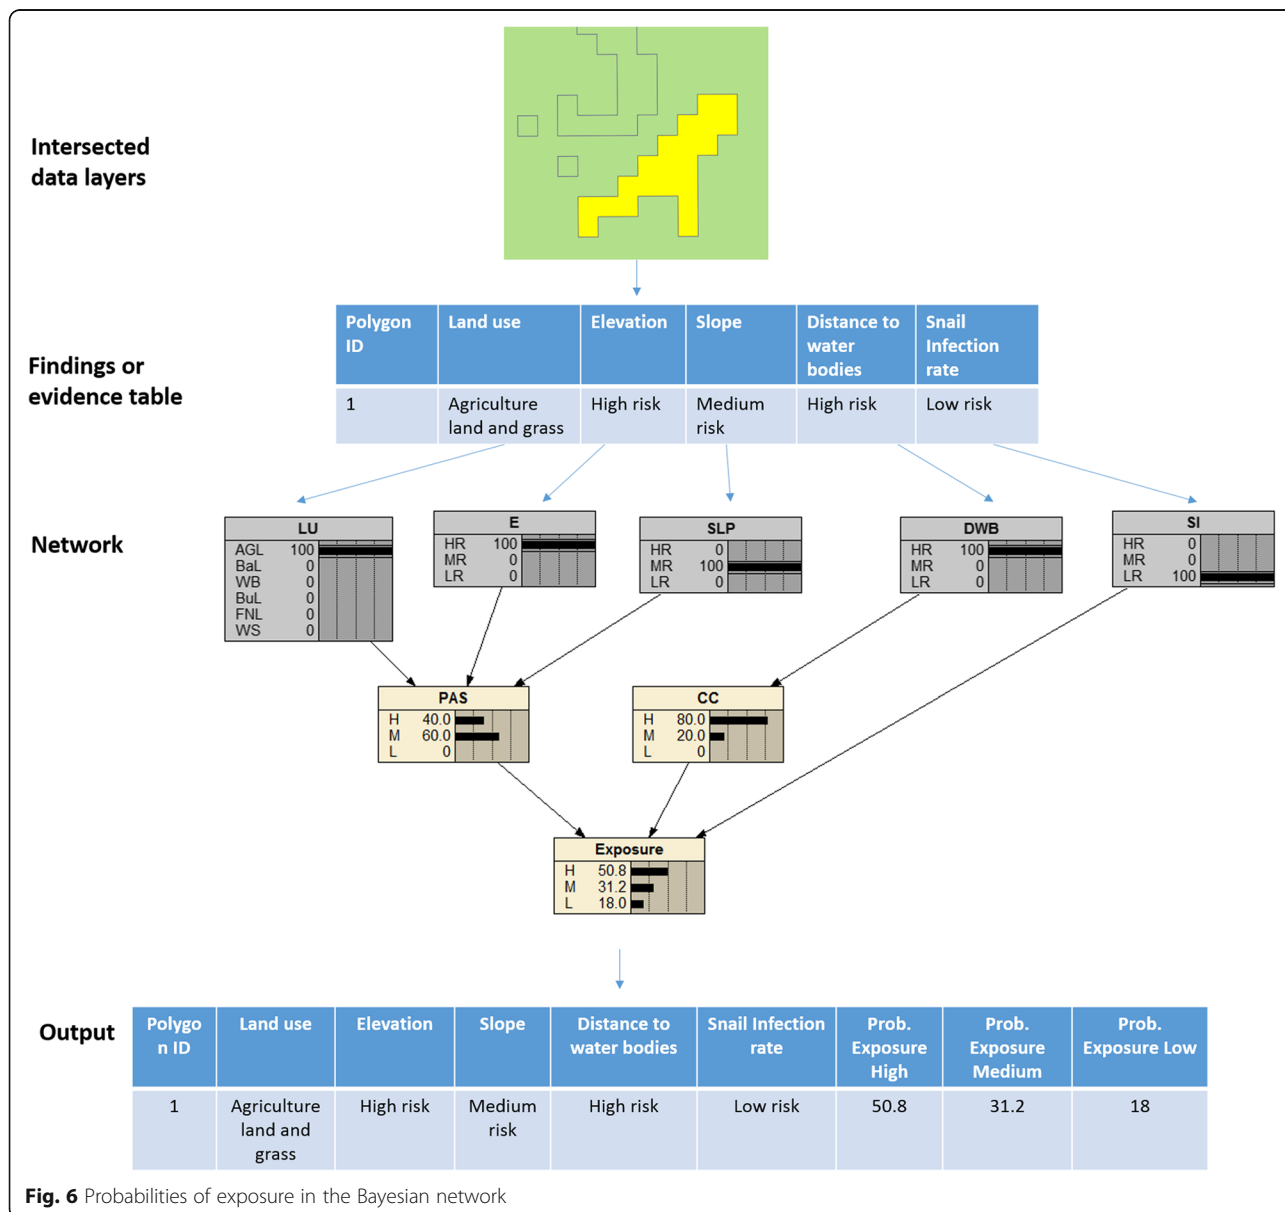 Intersected
data layers
Findings or
evidence table
Polygon
ID
Land use
Elevation
Slope
Distance to
water
bodies
Snail
Infection
rate
1
Agriculture
land and grass
High risk
Medium
risk
High risk
Low risk
Network
LU
AGL 100
BaL 0
WB 0
BuL 0
FNL 0
WS 0
E
HR 100
MR 0
LR 0
SLP
HR 0
MR 100
LR 0
DWB
HR 100
MR 0
LR 0
SI
HR 0
MR 0
LR 100
PAS
H 40.0
M 60.0
L 0
CC
H 80.0
M 20.0
L 0
Exposure
H 50.8
M 31.2
L 18.0
Output
Polygo
n ID
Land use
Elevation
Slope
Distance to
water bodies
Snail Infection
rate
Prob.
Exposure
High
Prob.
Exposure
Medium
Prob.
Exposure Low
1
Agriculture
land and
grass
High risk
Medium
risk
High risk
Low risk
50.8
31.2
18
Fig. 6 Probabilities of exposure in the Bayesian network